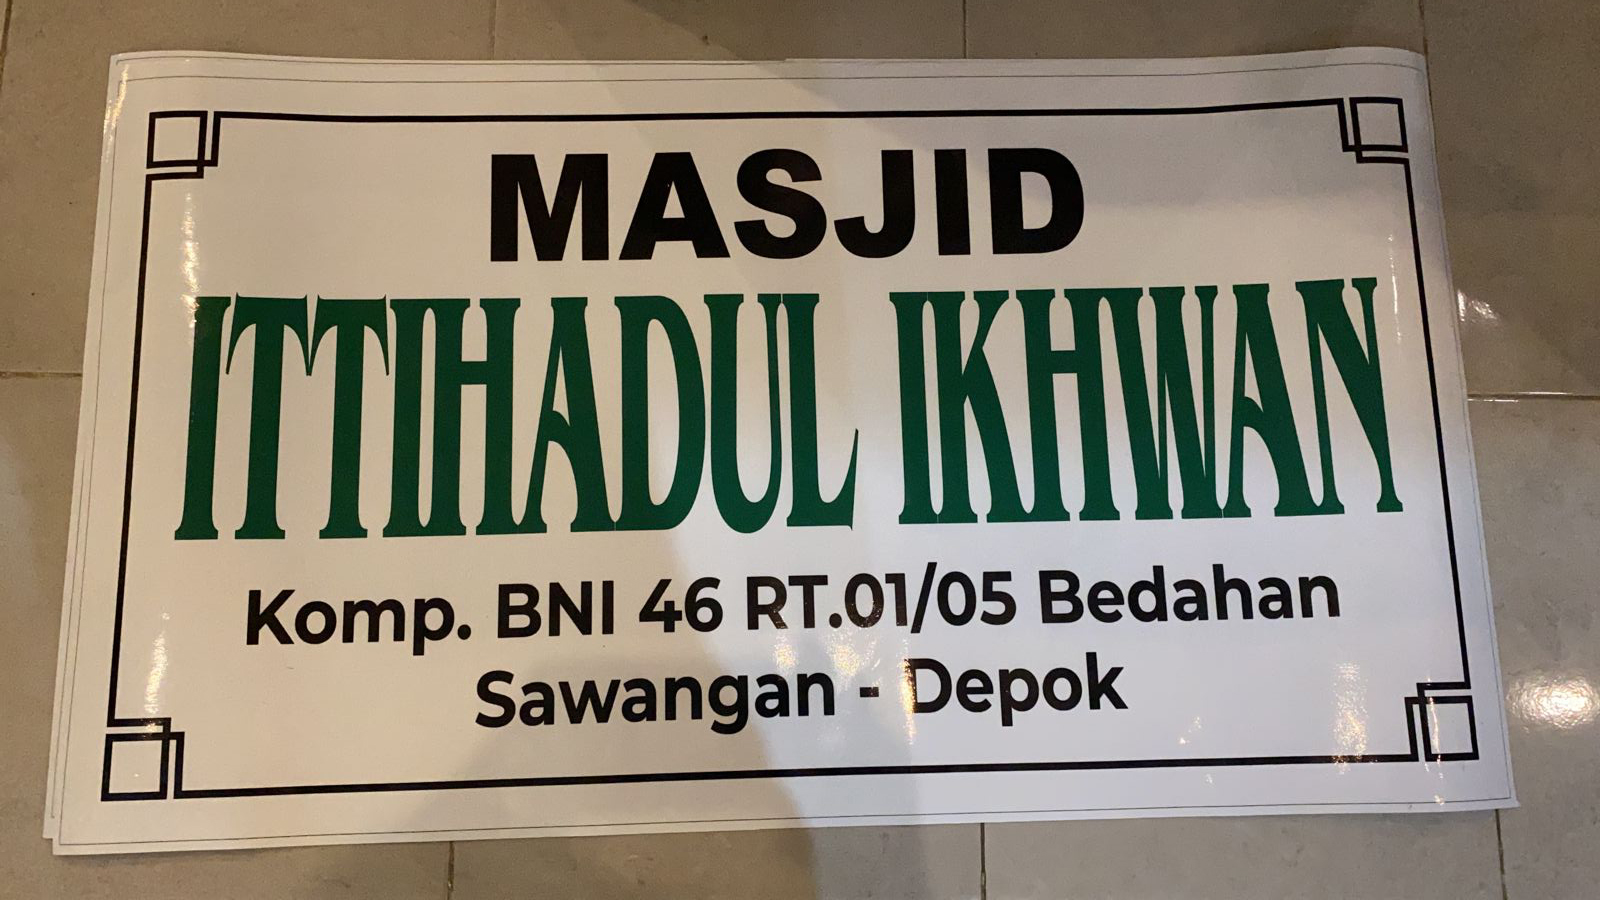 MASJID
ITTIHADUL IKHWAN
Komp. BNI 46 RT.01/05 Bedahan
Sawangan - Depok